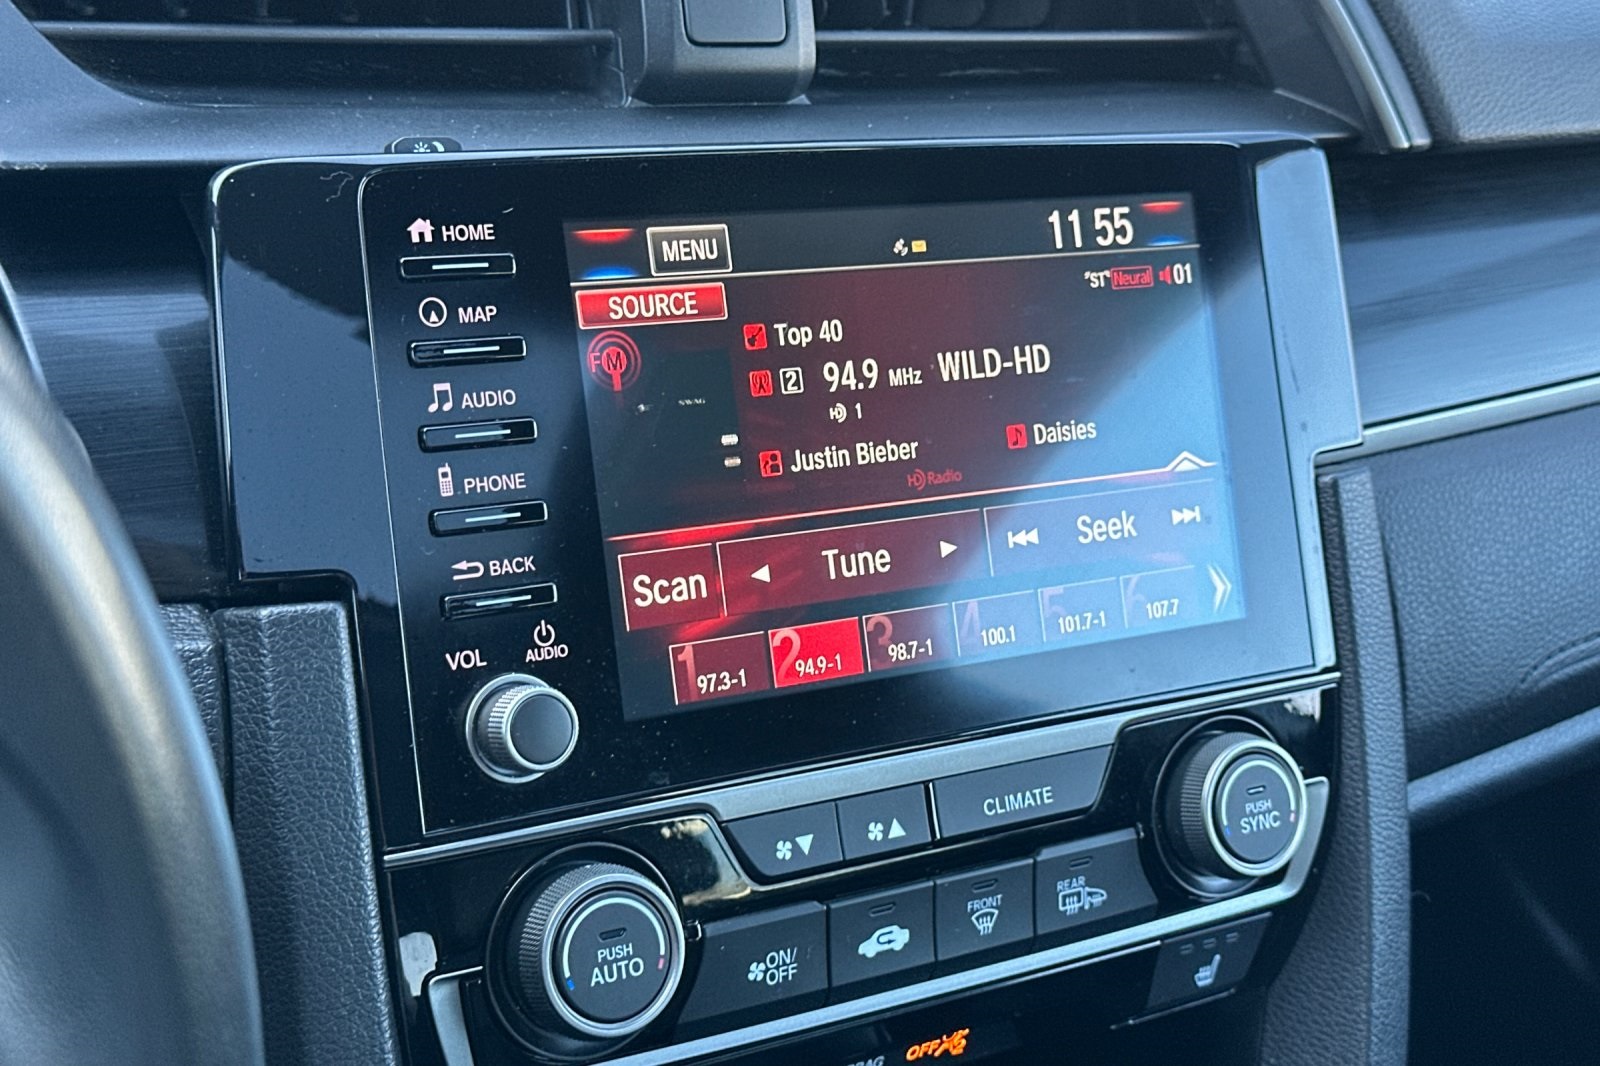 HOME
MAP
AUDIO
PHONE
BACK
VOL
AUDIO
MENU
11 55
SOURCE
"ST" Neural 01
FM
Top 40
2 94.9 MHz WILD-HD
HD 1
SWAG
Justin Bieber
Daisies
HD Radio
Scan
Tune
Seek
1 97.3-1
2 94.9-1
3 98.7-1
4 100.1
5 101.7-1
6 107.7
CLIMATE
PUSH
SYNC
PUSH
AUTO
ON/
OFF
FRONT
REAR
OFF